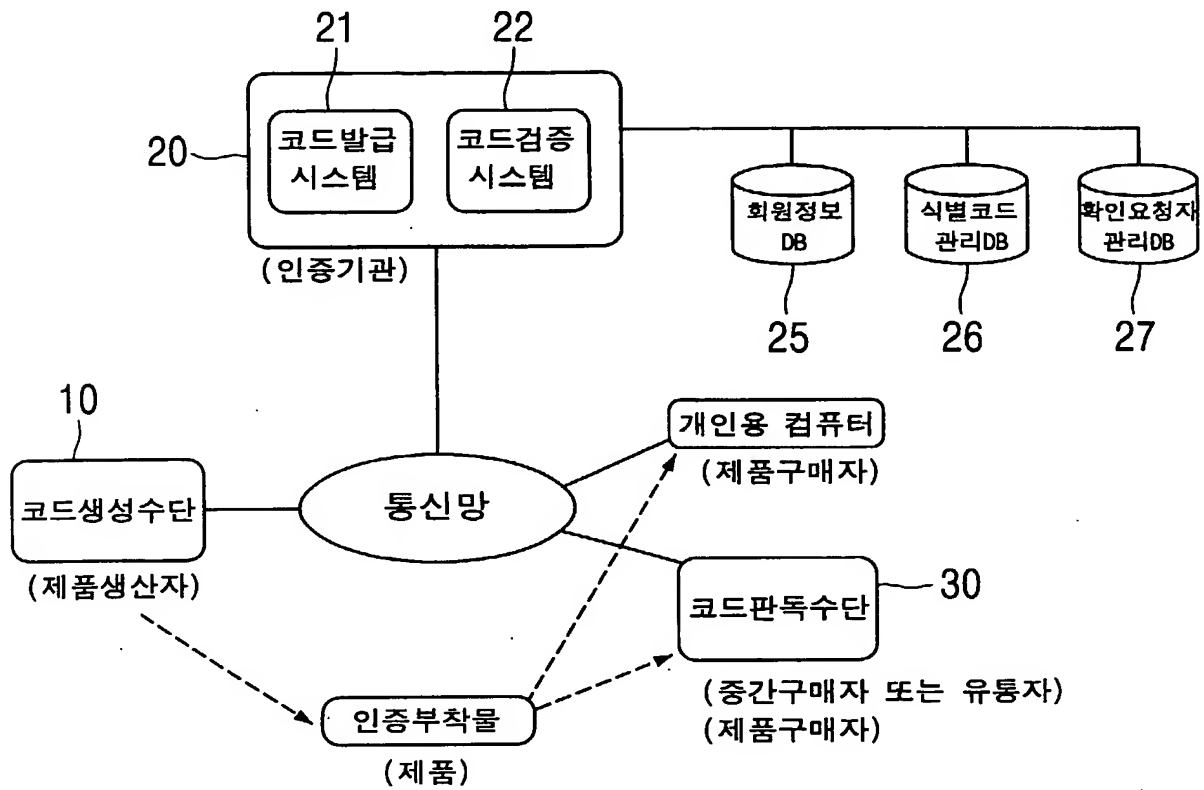 21
22
20
코드발급
시스템
코드검증
시스템
(인증기관)
회원정보
DB
식별코드
관리DB
확인요청재
관리DB
25
26
27
10
코드생성수단
(제품생산자)
통신망
개인용 컴퓨터
(제품구매자)
코드판독수단
30
(중간구매자 또는 유통자)
(제품구매자)
인증부착물
(제품)